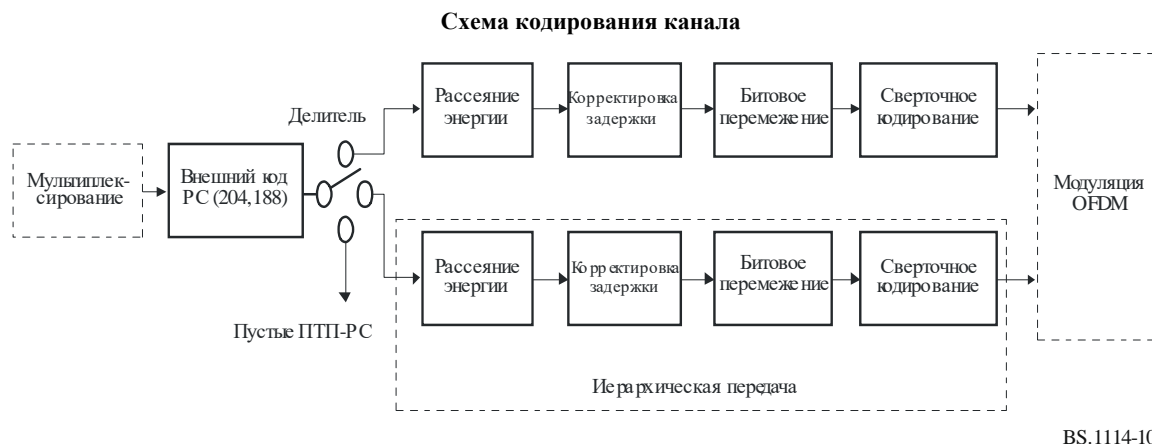 Схема кодирования канала
Рассеяние
энергии
Корректировка
задержки
Битовое
перемежение
Сверточное
кодирование
Делитель
Мультиплек-
сирование
Внешний код
РС (204,188)
Модуляция
OFDM
Рассеяние
энергии
Корректировка
задержки
Битовое
перемежение
Сверточное
кодирование
Пустые ПТП-РС
Иерархическая передача
BS.1114-10